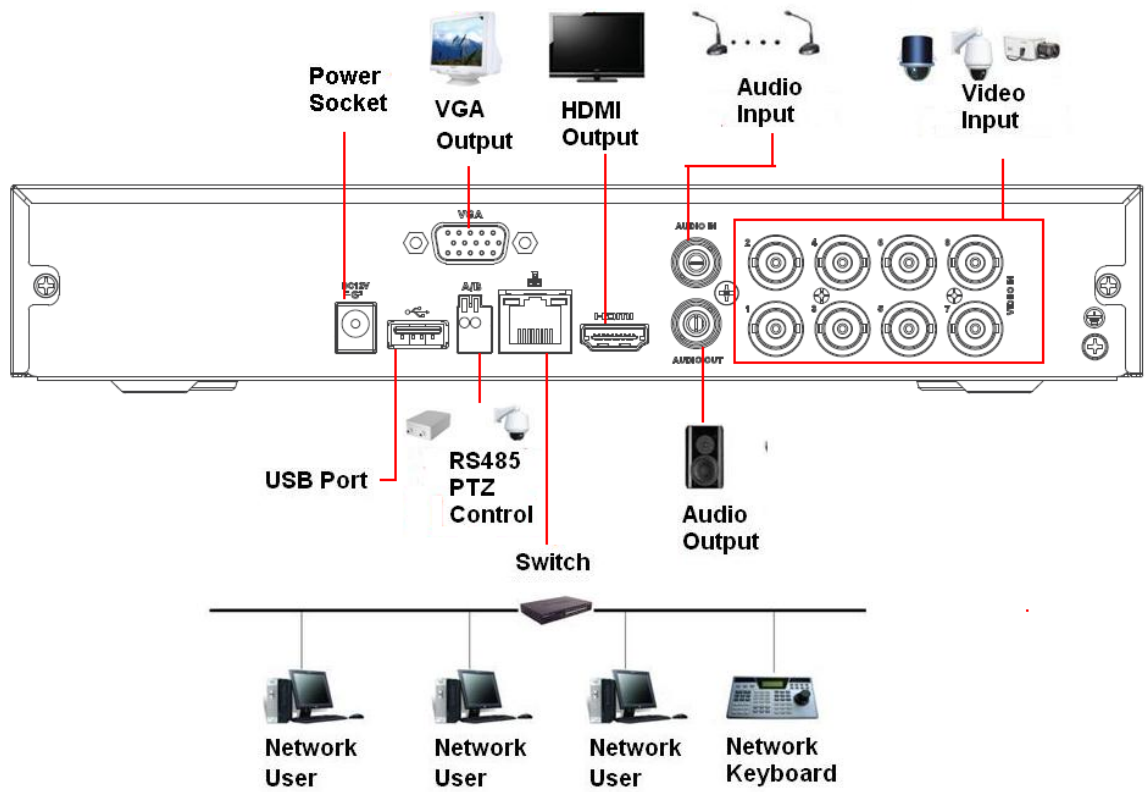 Power
Socket
VGA
Output
HDMI
Output
Audio
Input
Video
Input
VGA
AUDIO IN
2
4
6
8
DC12V
A/B
HDMI
VIDEO IN
1
3
5
7
AUDIO OUT
USB Port
RS485
PTZ
Control
Audio
Output
Switch
Network
User
Network
User
Network
User
Network
Keyboard